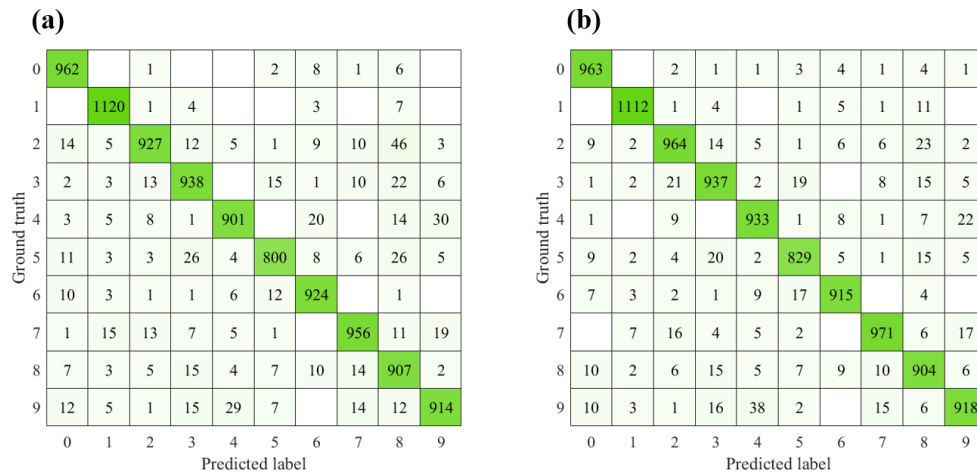 (a)
(b)
0 962 1 2 8 1 6
1 1120 1 4 3 7
2 14 5 927 12 5 1 9 10 46 3
3 2 3 13 938 15 1 10 22 6
4 3 5 8 1 901 20 14 30
5 11 3 3 26 4 800 8 6 26 5
6 10 3 1 1 6 12 924 1
7 1 15 13 7 5 1 956 11 19
8 7 3 5 15 4 7 10 14 907 2
9 12 5 1 15 29 7 14 12 914
0 1 2 3 4 5 6 7 8 9
Ground truth
Predicted label
0 963 2 1 1 3 4 1 4 1
1 1112 1 4 1 5 1 11
2 9 2 964 14 5 1 6 6 23 2
3 1 2 21 937 2 19 8 15 5
4 1 9 933 1 8 1 7 22
5 9 2 4 20 2 829 5 1 15 5
6 7 3 2 1 9 17 915 4
7 7 16 4 5 2 971 6 17
8 10 2 6 15 5 7 9 10 904 6
9 10 3 1 16 38 2 15 6 918
0 1 2 3 4 5 6 7 8 9
Ground truth
Predicted label